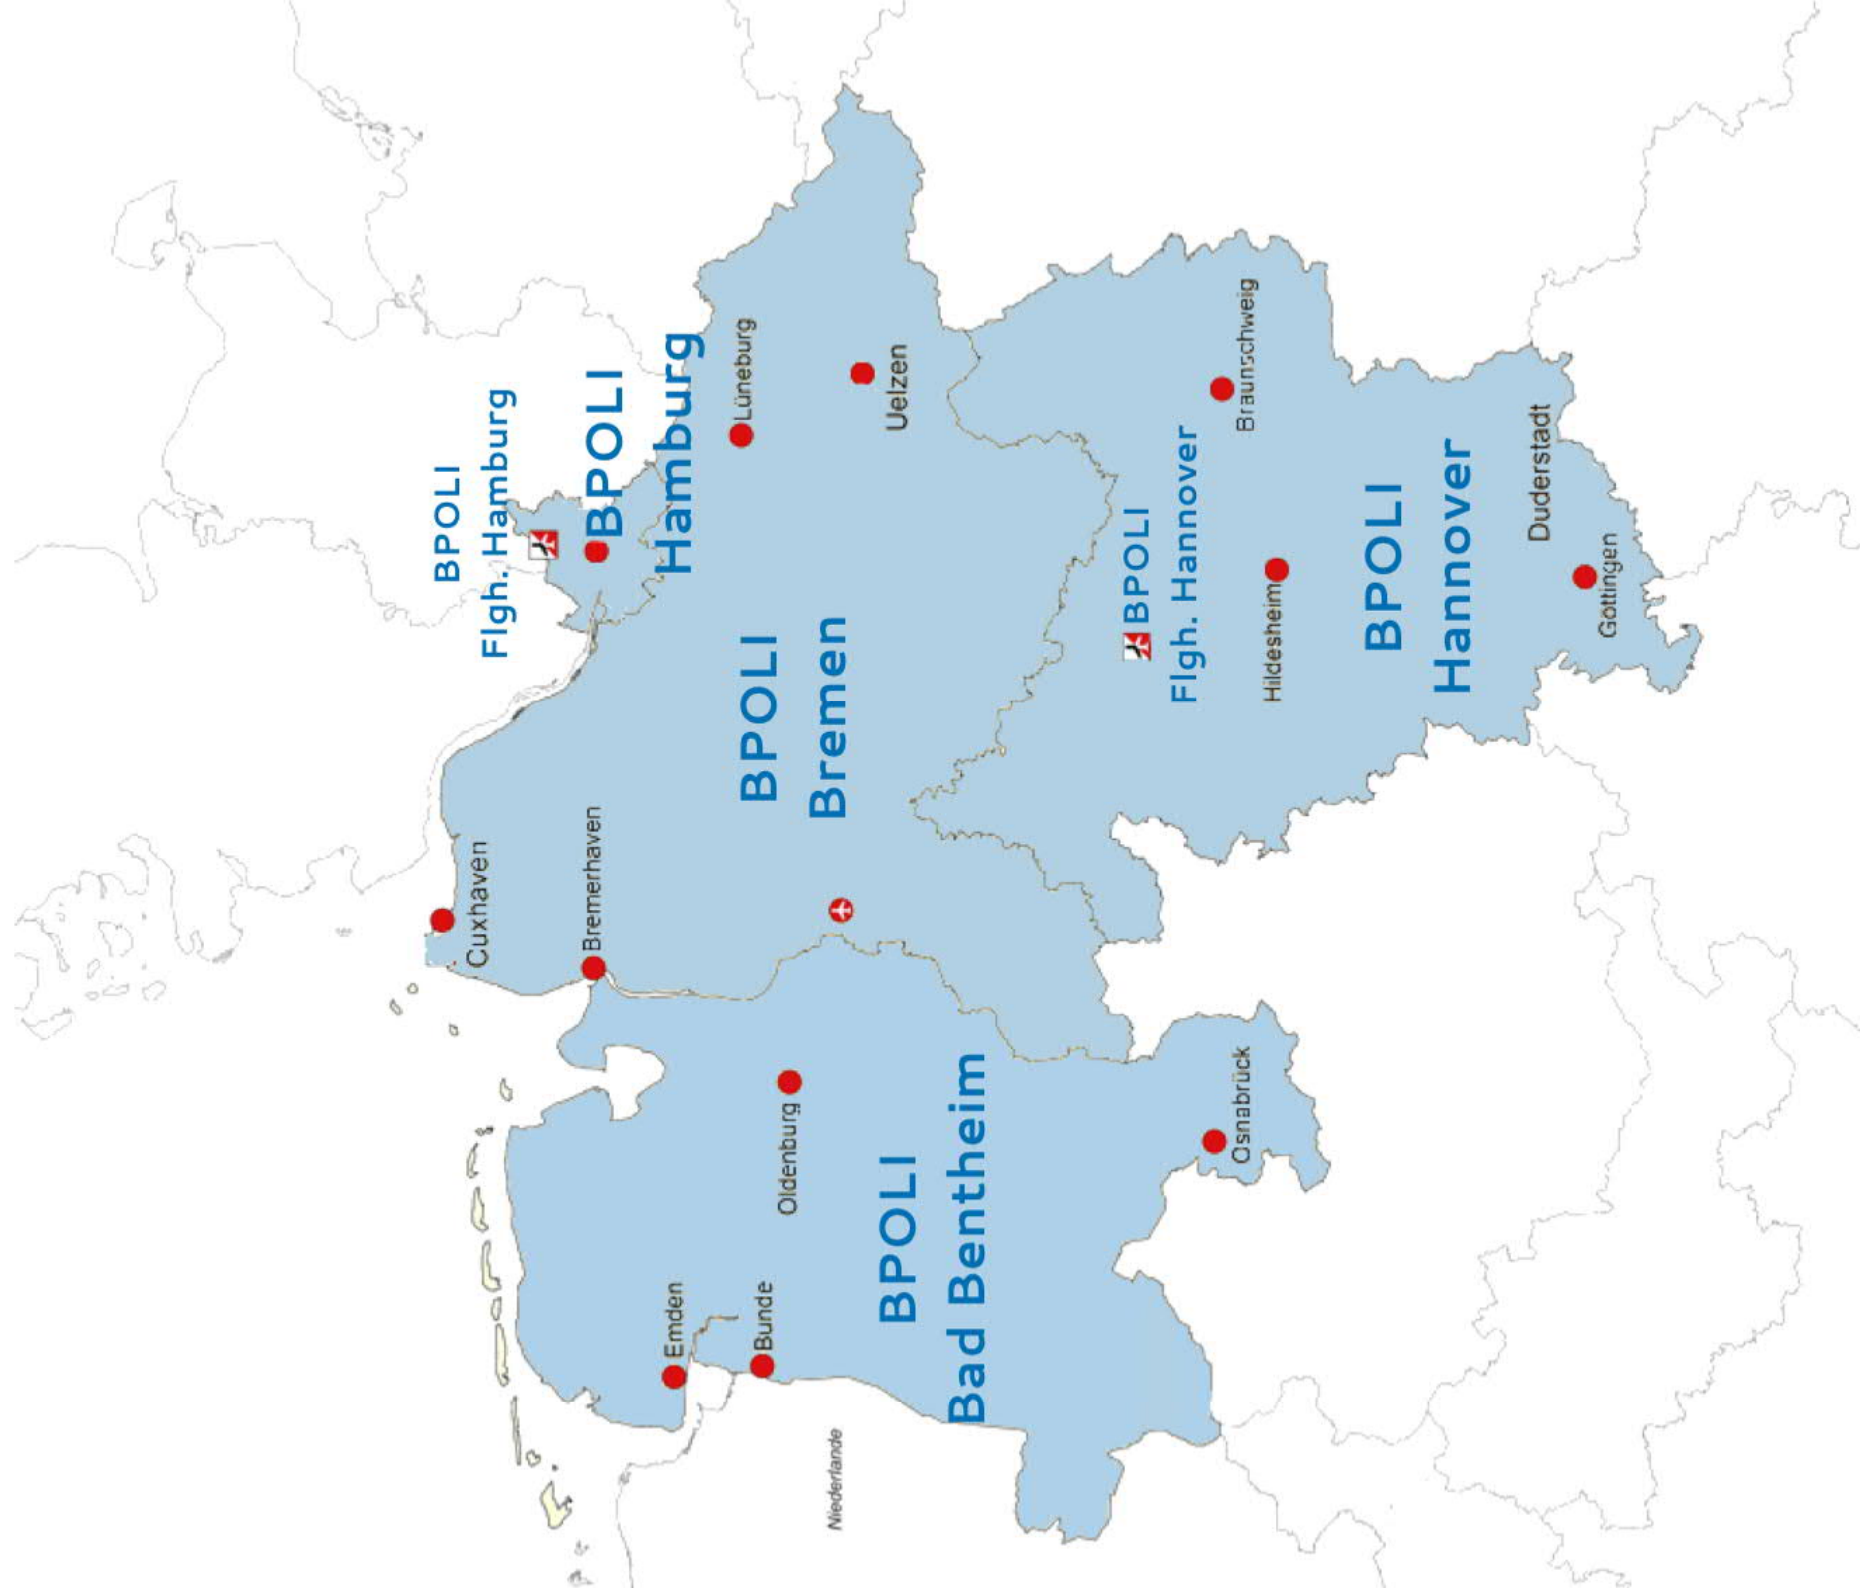 BPOLI
Flgh. Hamburg
BPOLI
Hamburg
Cuxhaven
Bremerhaven
Lüneburg
Uelzen
BPOLI
Bremen
Emden
Bunde
Oldenburg
Niederlande
BPOLI
Bad Bentheim
Osnabrück
BPOLI
Flgh. Hannover
Braunschweig
Hildesheim
BPOLI
Hannover
Duderstadt
Göttingen